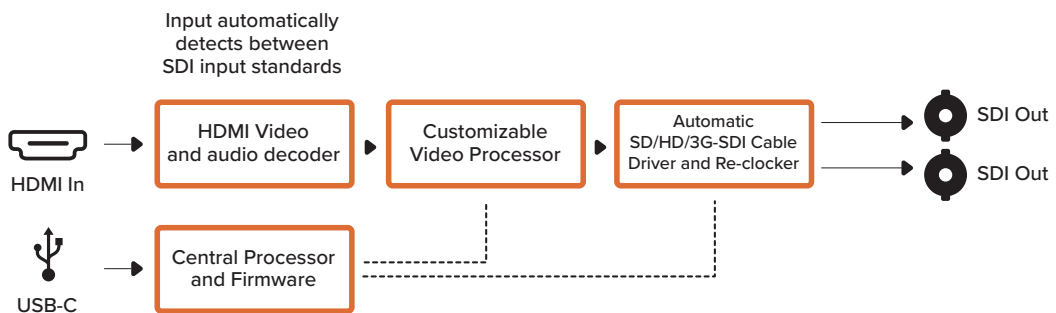 Input automatically
detects between
SDI input standards
HDMI In
HDMI Video
and audio decoder
Customizable
Video Processor
Automatic
SD/HD/3G-SDI Cable
Driver and Re-clocker
SDI Out
SDI Out
USB-C
Central Processor
and Firmware